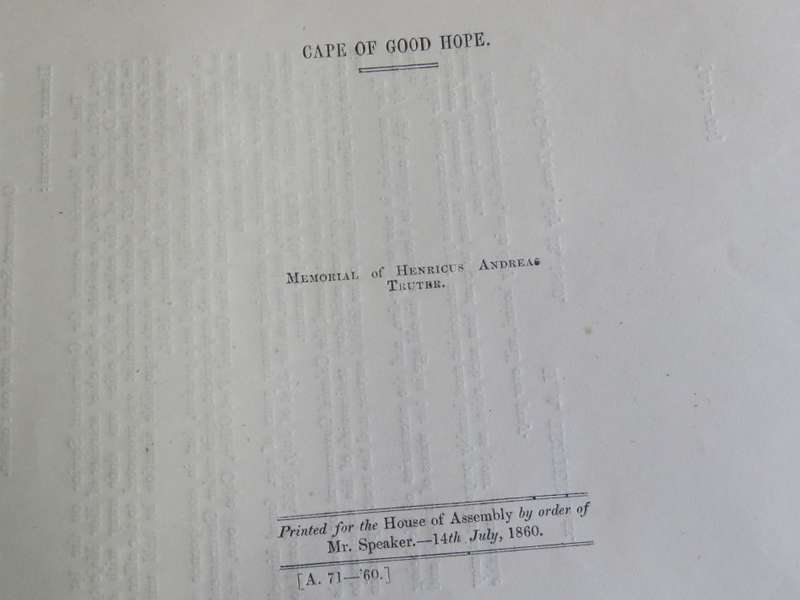 CAPE OF GOOD HOPE.
MEMORIAL of HENRICUS ANDREAS
TRUTER.
Printed for the House of Assembly by order of
Mr. Speaker.—14th July, 1860.
[A. 71—'60.]